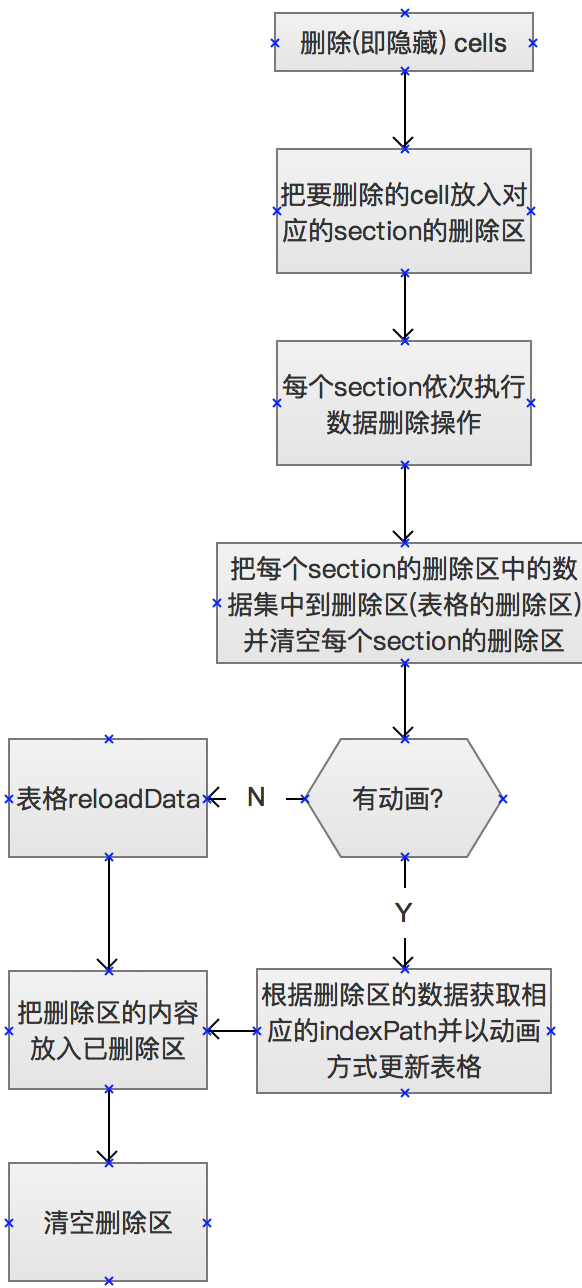 删除(即隐藏) cells
把要删除的cell放入对
应的section的删除区
每个section依次执行
数据删除操作
把每个section的删除区中的数
据集中到删除区(表格的删除区)
并清空每个section的删除区
有动画?
N
表格reloadData
Y
根据删除区的数据获取相
应的indexPath并以动画
方式更新表格
把删除区的内容
放入已删除区
清空删除区